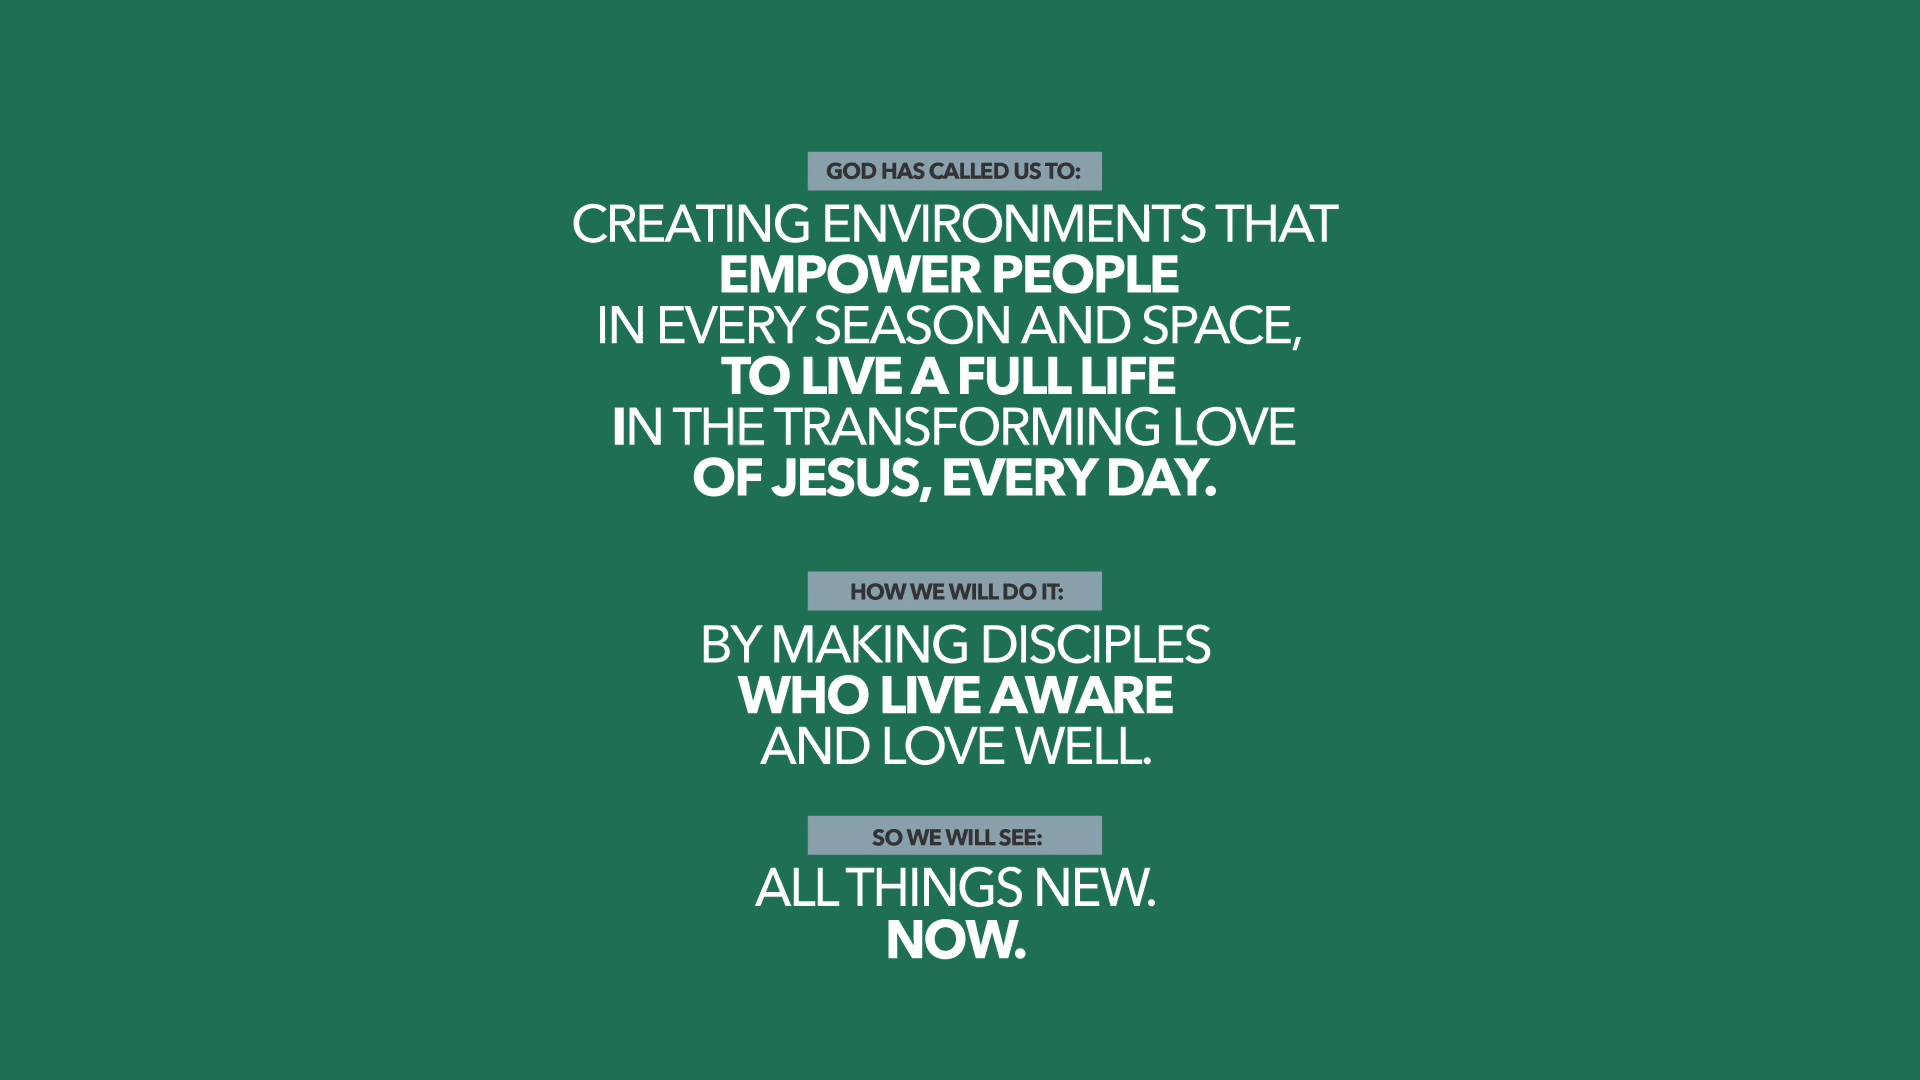 GOD HAS CALLED US TO:
CREATING ENVIRONMENTS THAT
EMPOWER PEOPLE
IN EVERY SEASON AND SPACE,
TO LIVE A FULL LIFE
IN THE TRANSFORMING LOVE
OF JESUS, EVERY DAY.
HOW WE WILL DO IT:
BY MAKING DISCIPLES
WHO LIVE AWARE
AND LOVE WELL.
SO WE WILL SEE:
ALL THINGS NEW.
NOW.